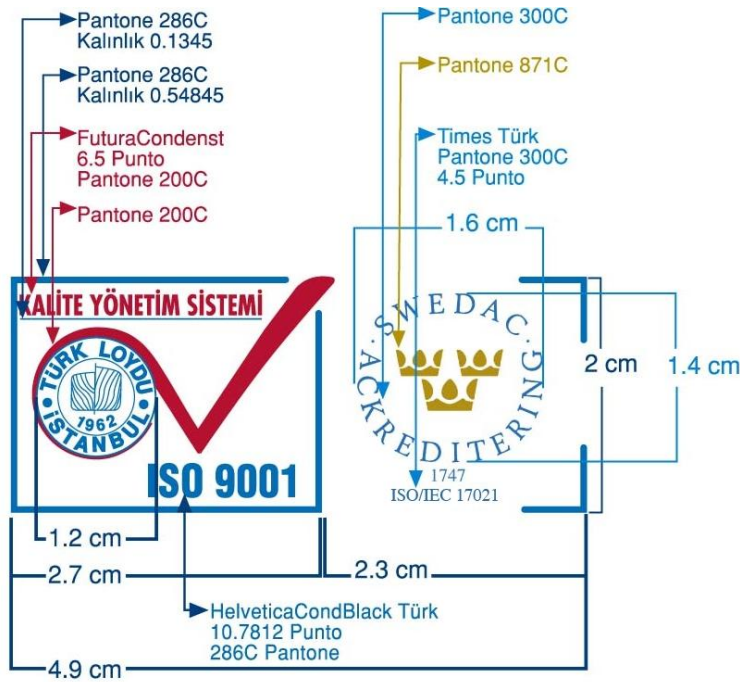 Pantone 286C
Kalınlık 0.1345
Pantone 286C
Kalınlık 0.54845
FuturaCondenst
6.5 Punto
Pantone 200C
Pantone 200C
Pantone 300C
Pantone 871C
Times Türk
Pantone 300C
4.5 Punto
1.6 cm
KALİTE YÖNETİM SİSTEMİ
TÜRK LOYDU
1962
İSTANBUL
ISO 9001
SWEDAC
ACKREDITERING
1747
ISO/IEC 17021
2 cm
1.4 cm
1.2 cm
2.7 cm
2.3 cm
HelveticaCondBlack Türk
10.7812 Punto
286C Pantone
4.9 cm